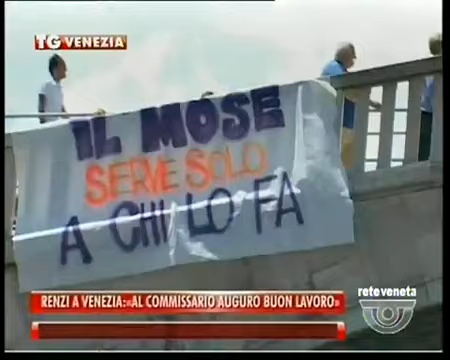 TG VENEZIA
IL MOSE
SERVE SOLO
A CHI LO FA
RENZI A VENEZIA:«AL COMMISSARIO AUGURO BUON LAVORO»
reteveneta